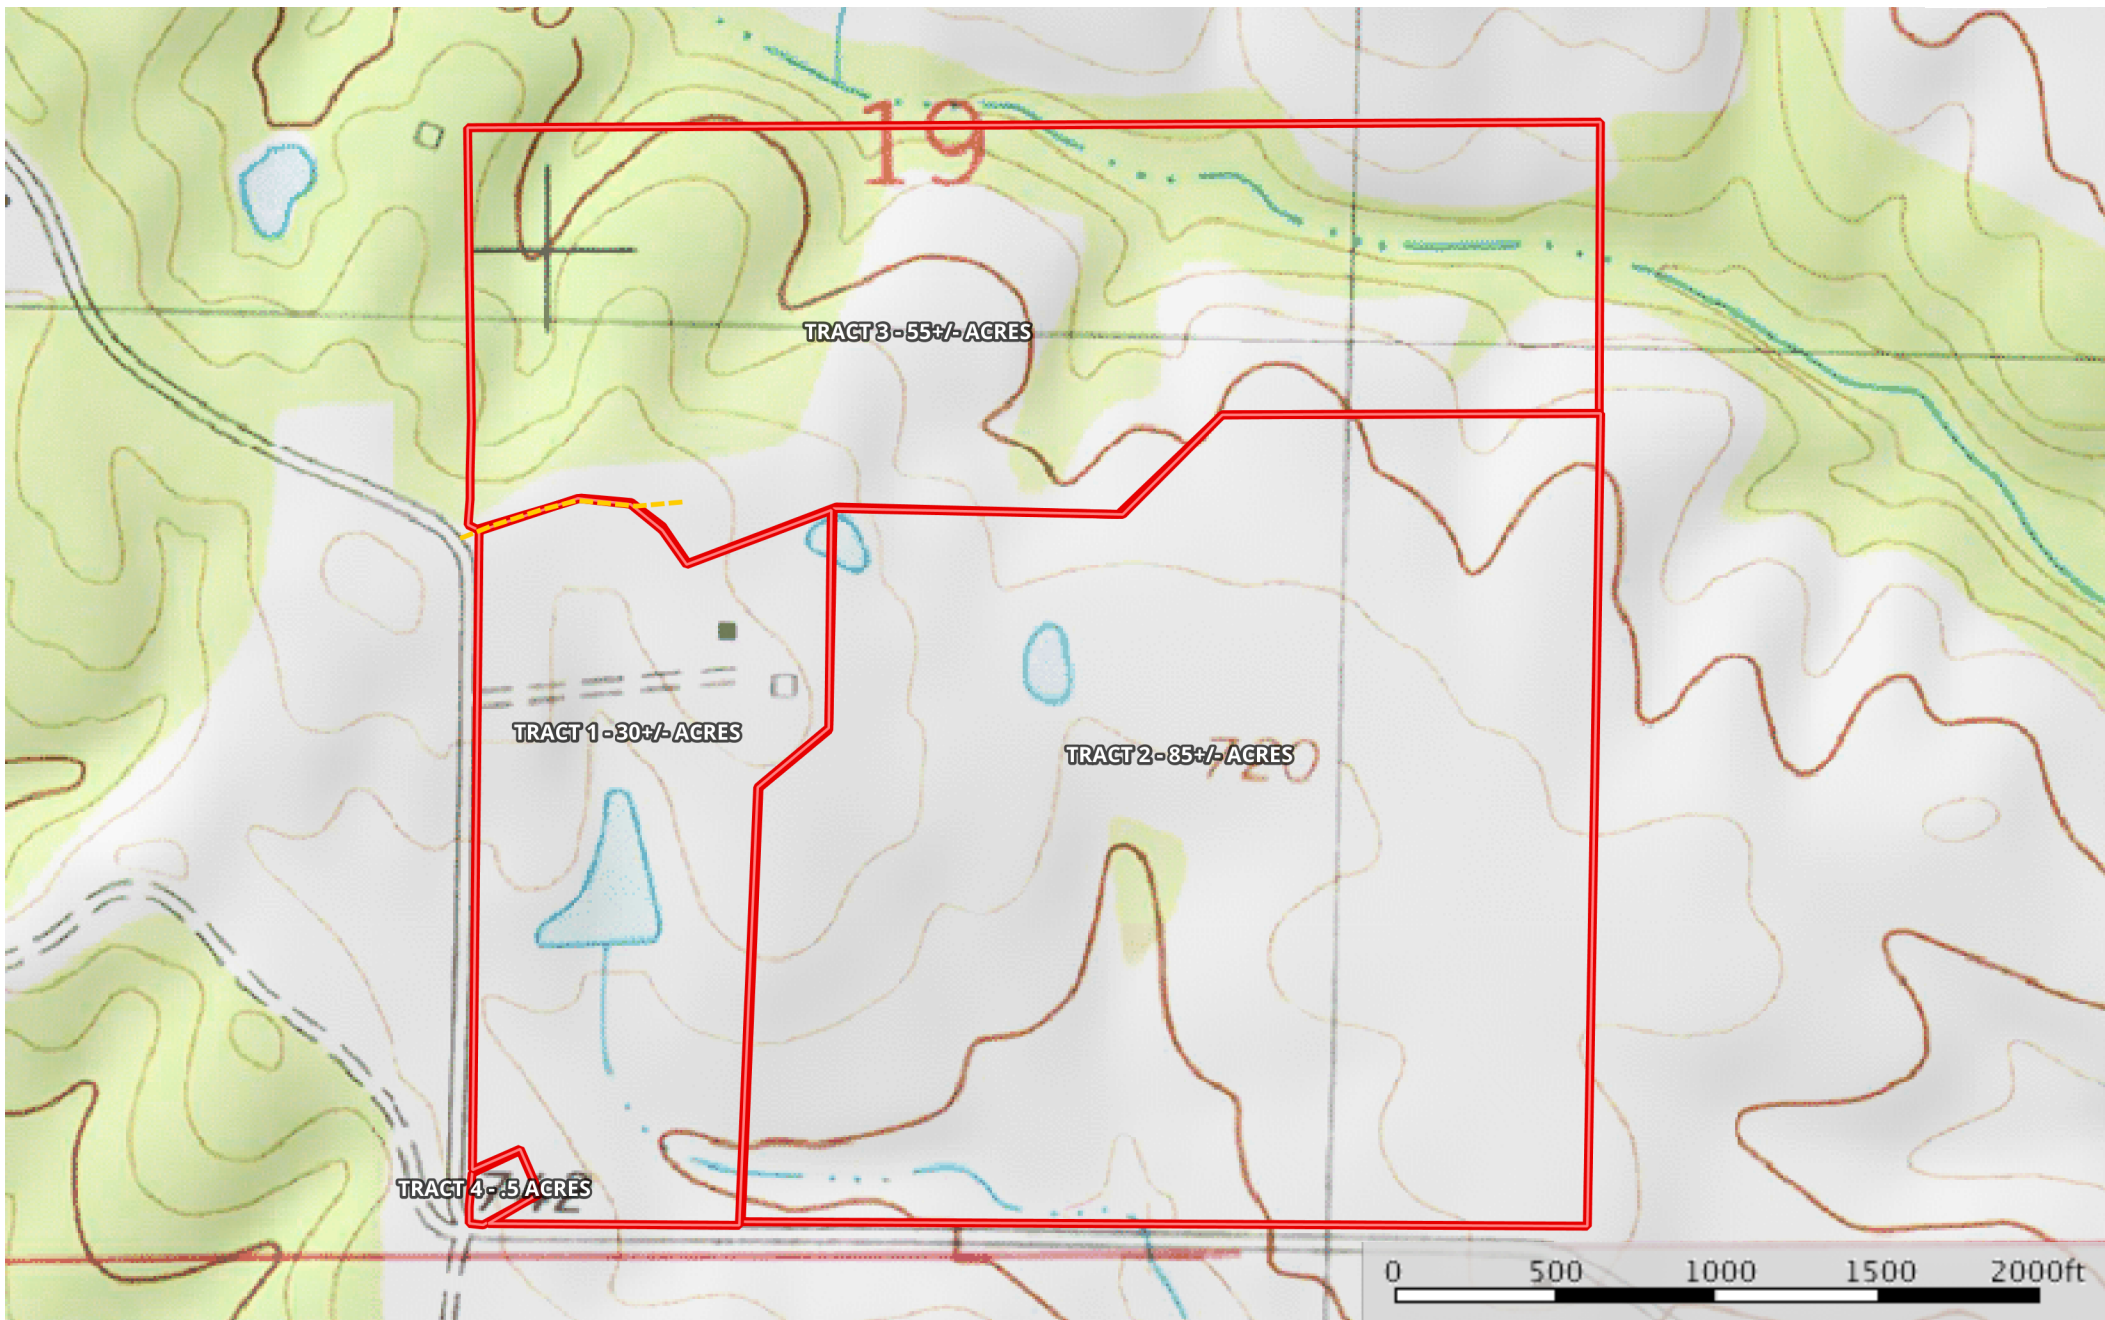 19
TRACT 3 - 55+/- ACRES
TRACT 1 - 30+/- ACRES
TRACT 2 - 85+/- ACRES
720
TRACT 4 - .5 ACRES
742
0 500 1000 1500 2000ft